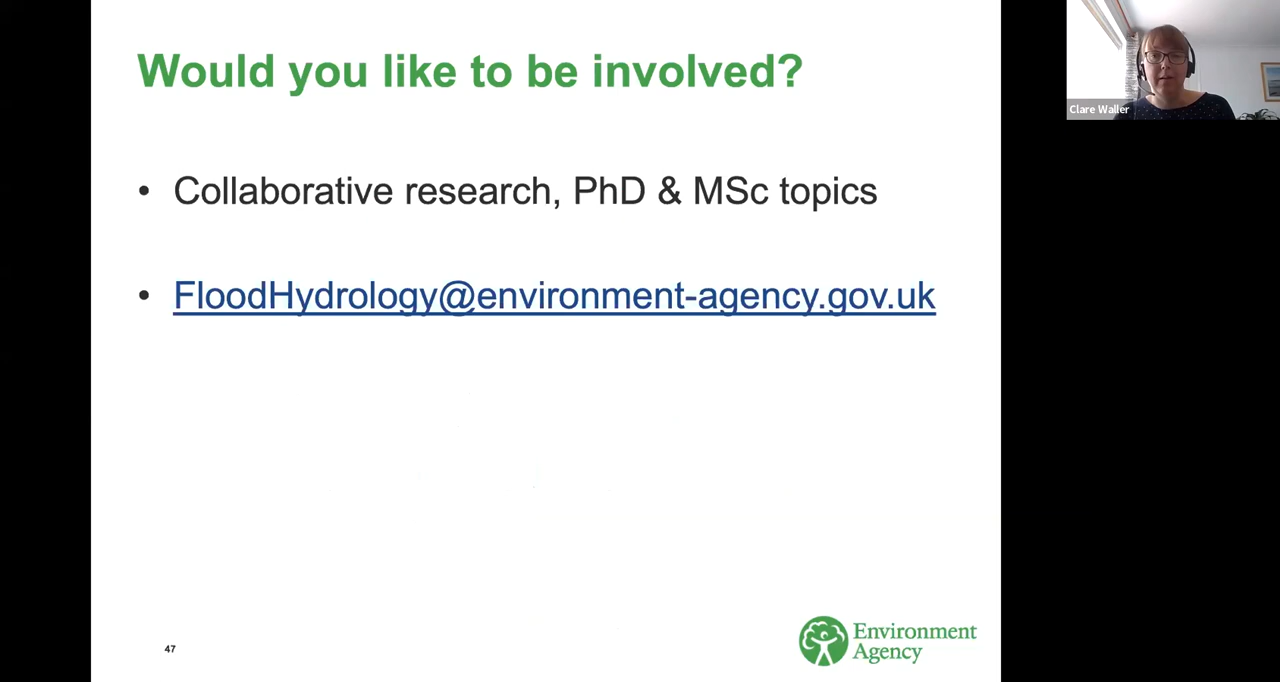 Would you like to be involved?
• Collaborative research, PhD & MSc topics
• FloodHydrology@environment-agency.gov.uk
47
Environment
Agency
Clare Waller